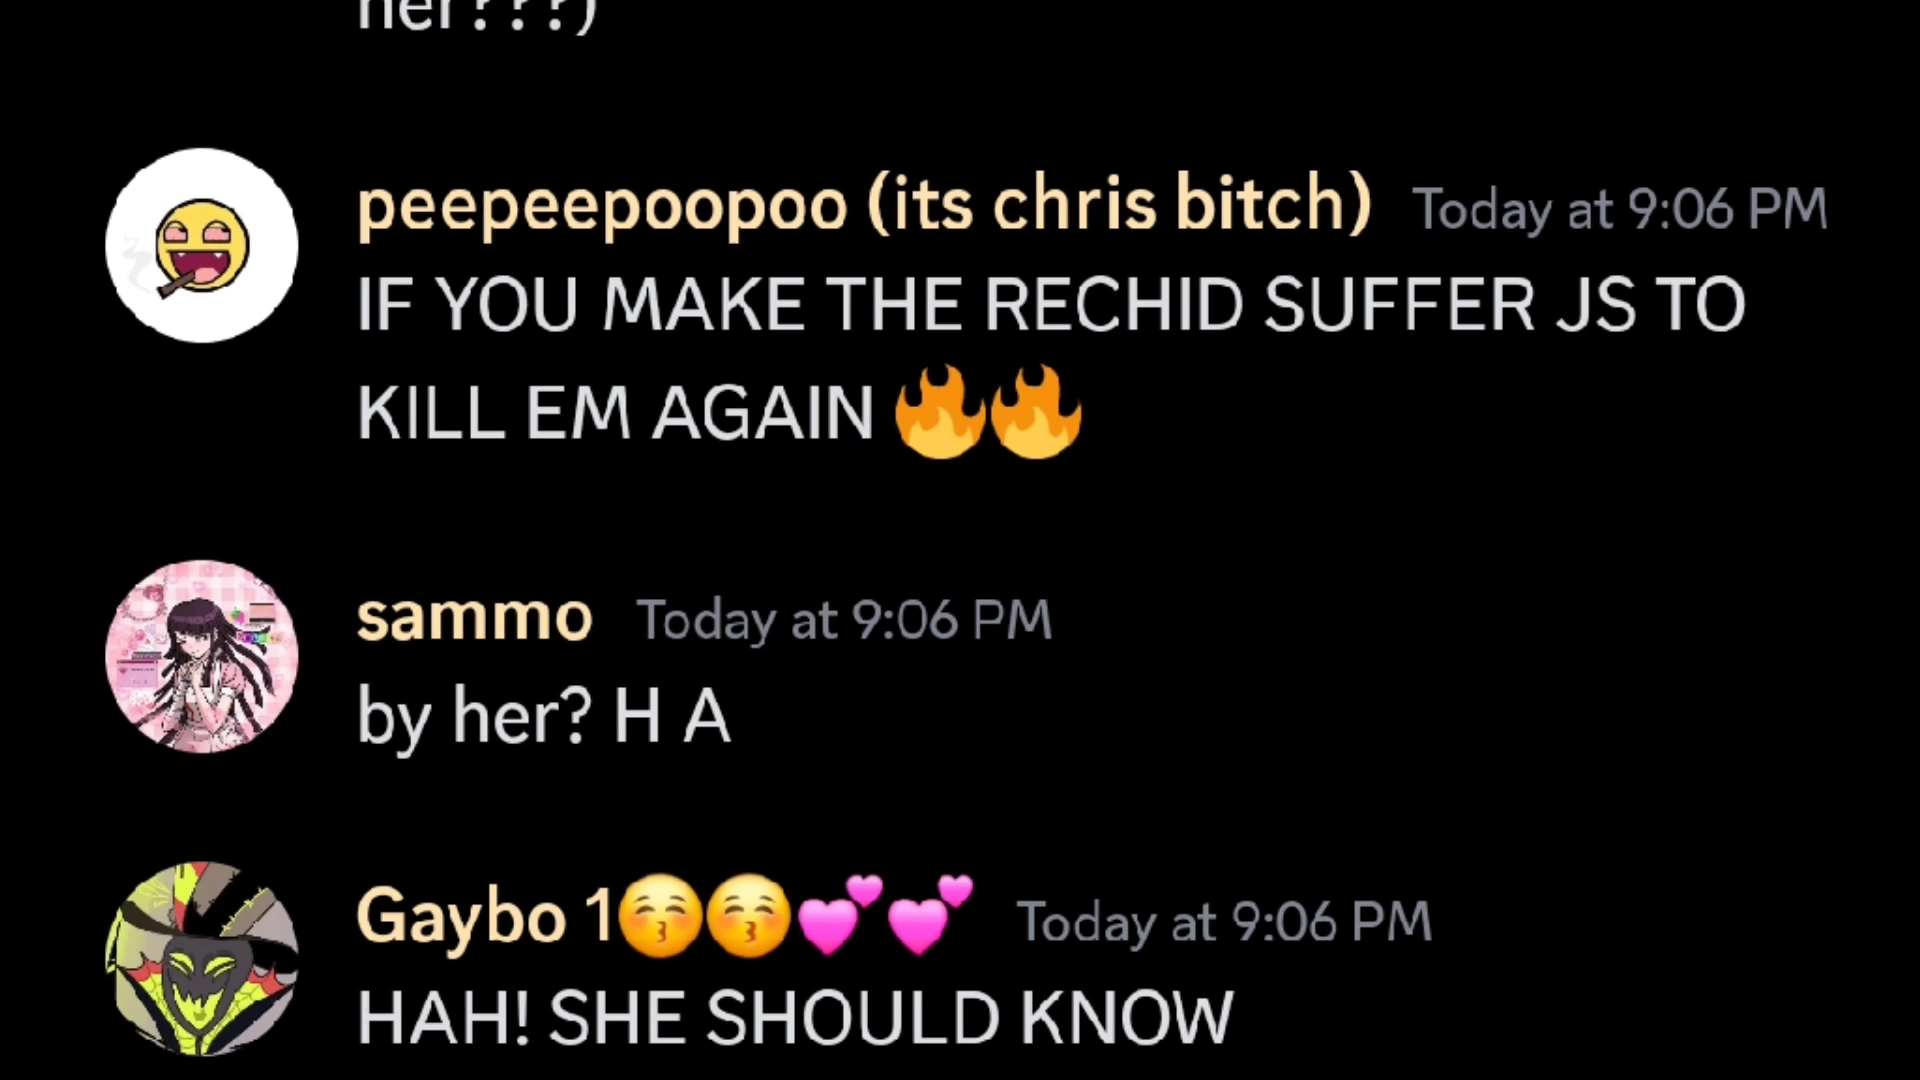 her???)
peepeepoopoo (its chris bitch) Today at 9:06 PM
IF YOU MAKE THE RECHID SUFFER JS TO
KILL EM AGAIN 🔥🔥
sammo Today at 9:06 PM
by her? H A
Gaybo 1😚😚💕💕 Today at 9:06 PM
HAH! SHE SHOULD KNOW